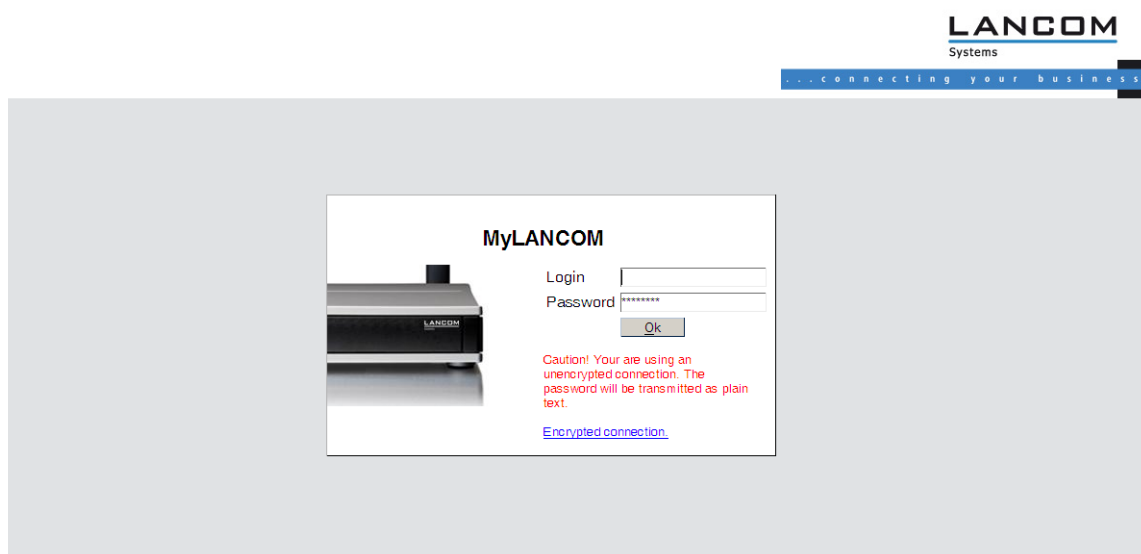 LANCOM
Systems
...connecting your business
MyLANCOM
Login
Password ********
Ok
LANCOM
Caution! Your are using an
unencrypted connection. The
password will be transmitted as plain
text.
Encrypted connection.